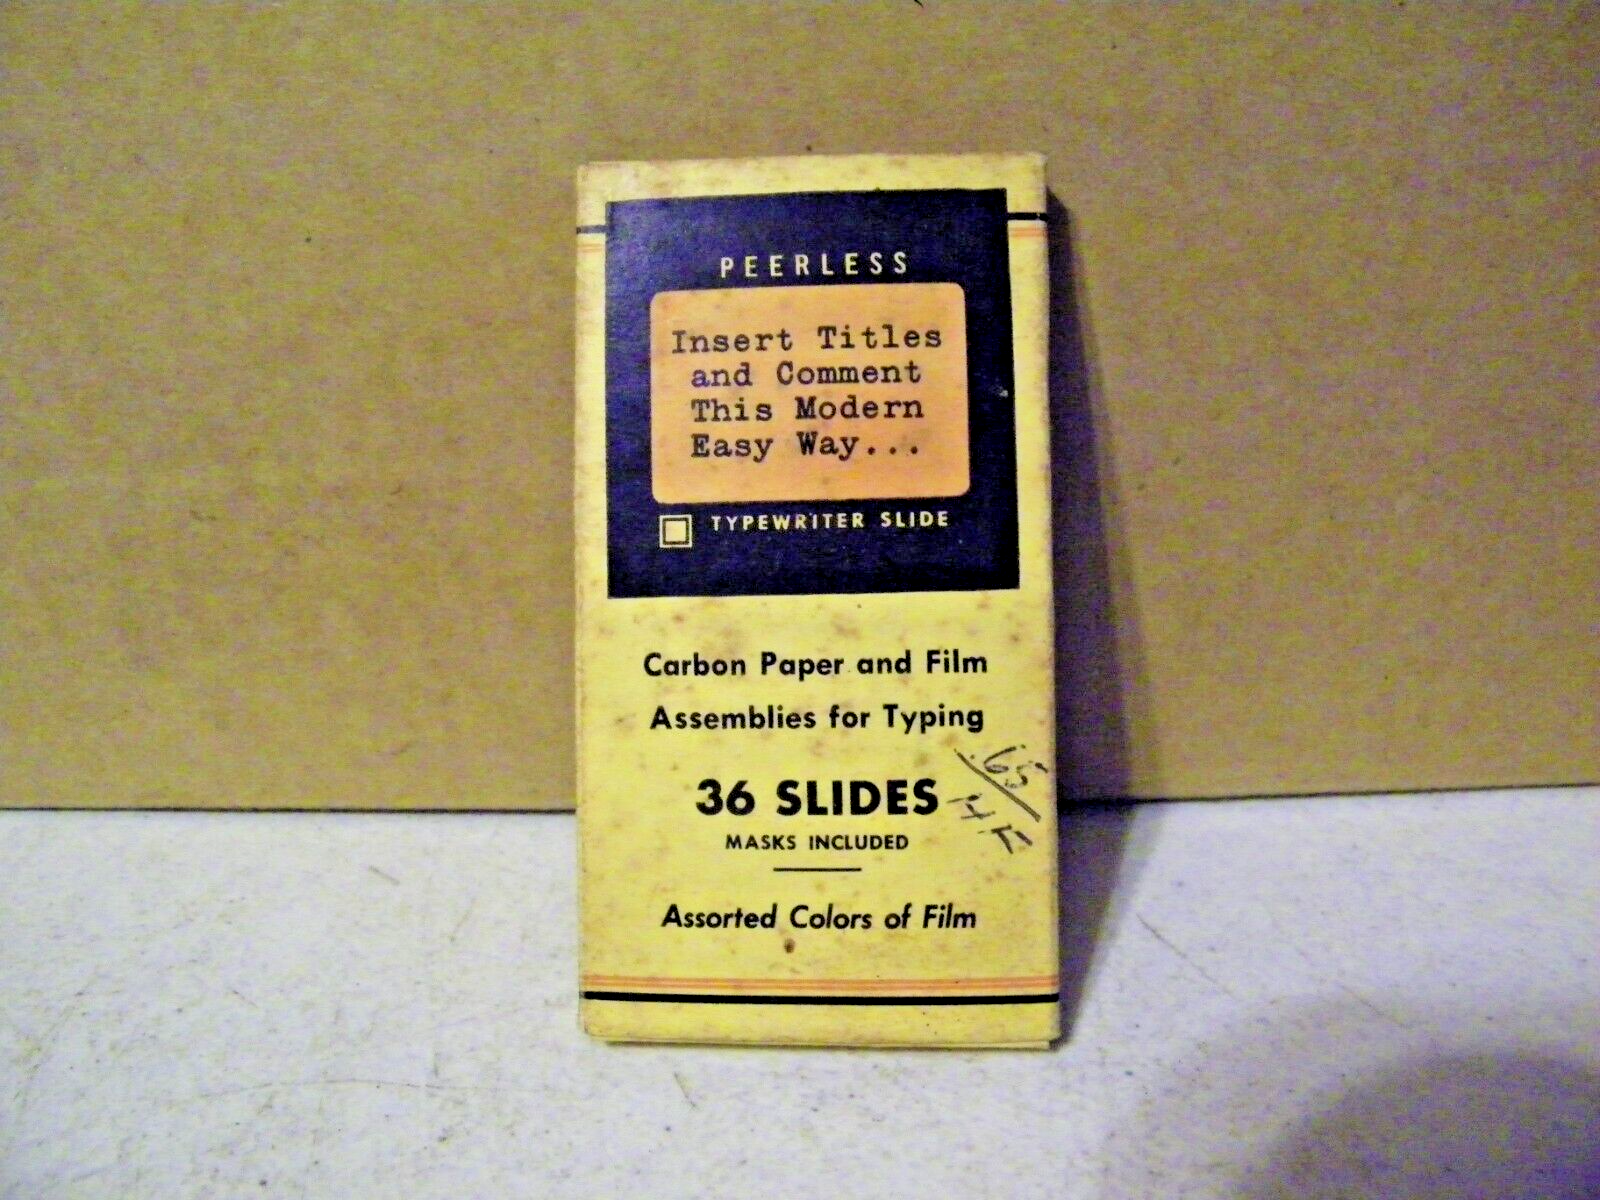 PEERLESS
Insert Titles
and Comment
This Modern
Easy Way...
TYPEWRITER SLIDE
Carbon Paper and Film
Assemblies for Typing
.65
36 SLIDES
MASKS INCLUDED
Assorted Colors of Film